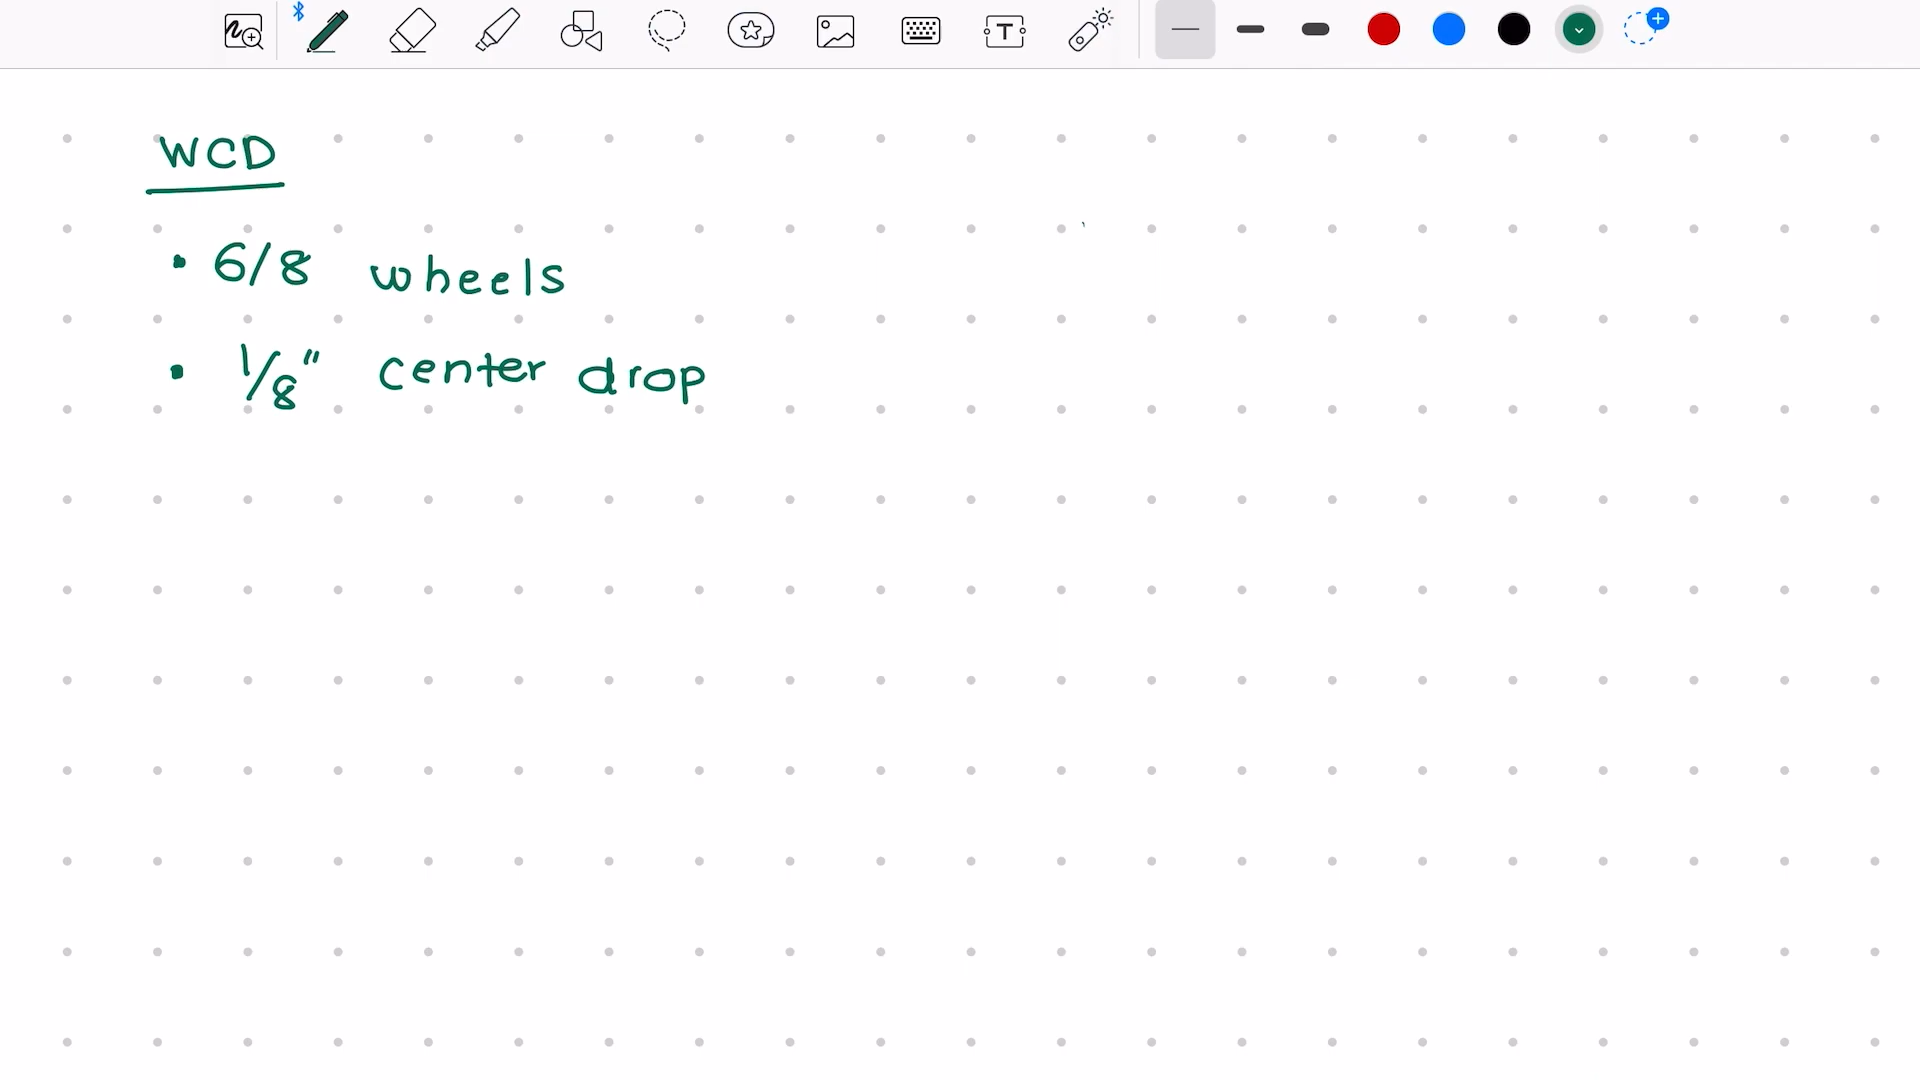 WCD
• 6/8 wheels
• 1/8" center drop